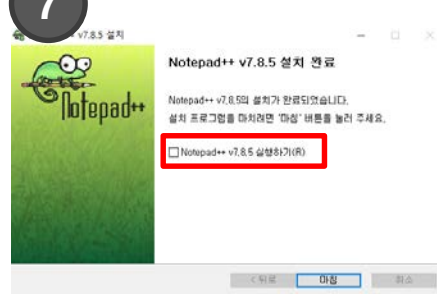 7
v7.8.5 설치
Notepad++ v7.8.5 설치 완료
Notepad++
Notepad++ v7.8.5의 설치가 완료되었습니다.
설치 프로그램을 마치려면 '마침' 버튼을 눌러 주세요.
Notepad++ v7.8.5 실행하기(R)
< 뒤로
마침
취소